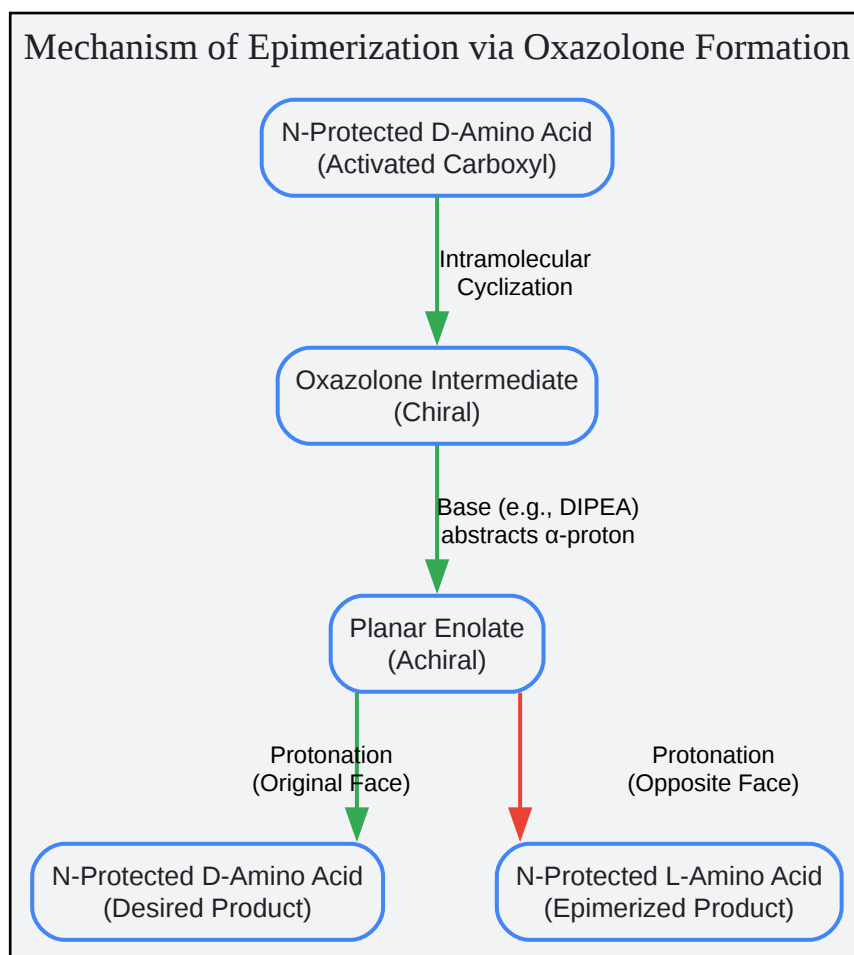 Mechanism of Epimerization via Oxazolone Formation
N-Protected D-Amino Acid
(Activated Carboxyl)
Intramolecular
Cyclization
Oxazolone Intermediate
(Chiral)
Base (e.g., DIPEA)
abstracts α-proton
Planar Enolate
(Achiral)
Protonation
(Original Face)
Protonation
(Opposite Face)
N-Protected D-Amino Acid
(Desired Product)
N-Protected L-Amino Acid
(Epimerized Product)